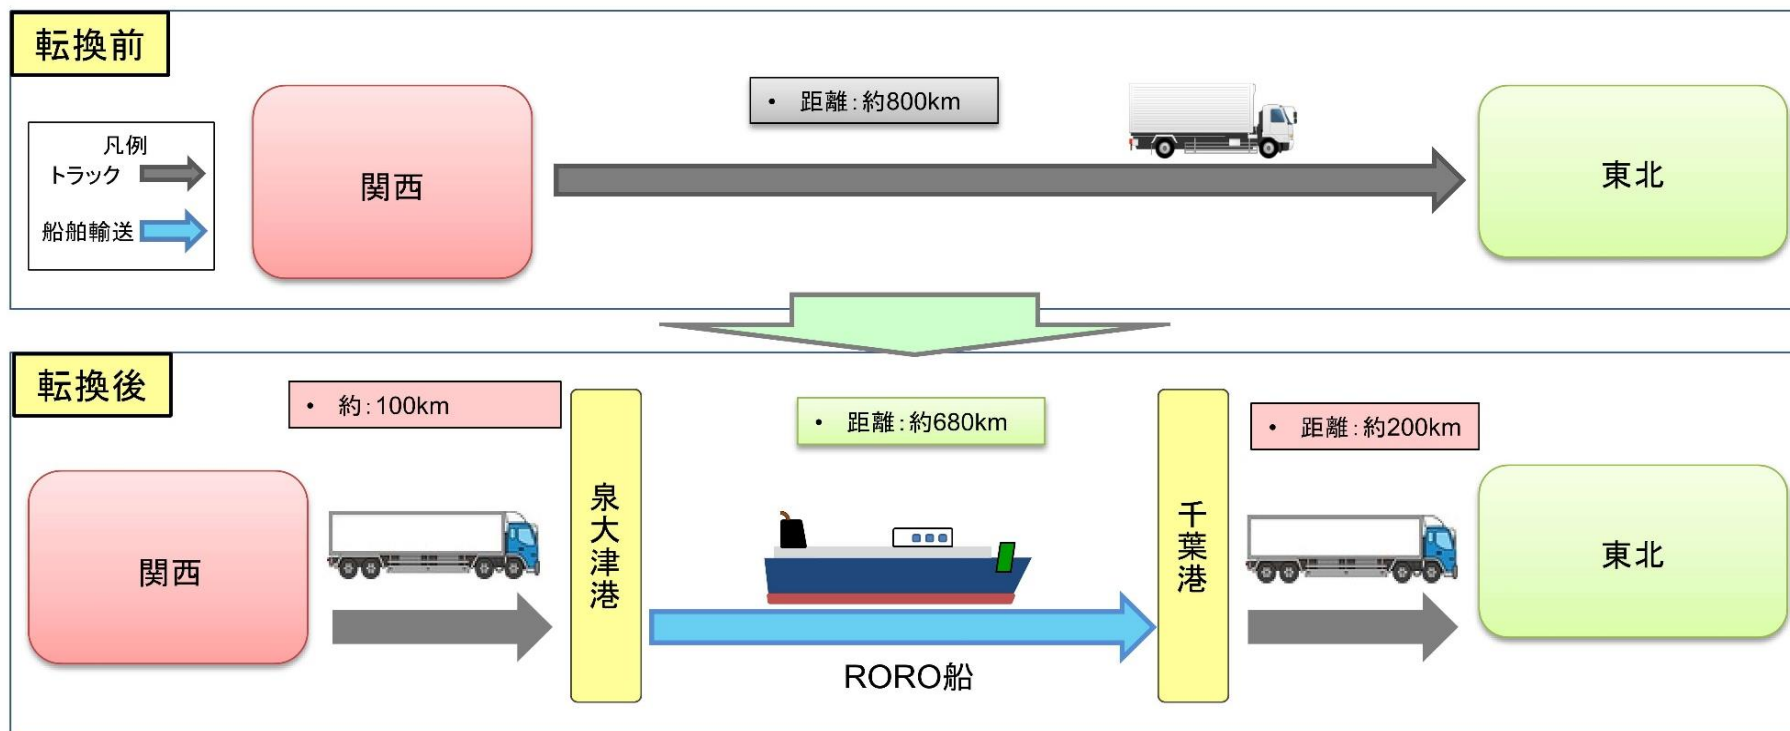 転換前
凡例
トラック
船舶輸送
関西
• 距離：約800km
東北
転換後
• 約：100km
• 距離：約680km
• 距離：約200km
関西
泉大津港
RORO船
千葉港
東北